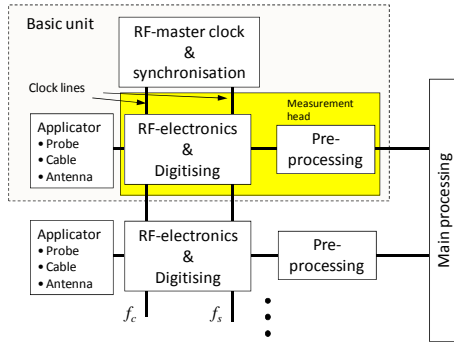 Basic unit
RF-master clock
&
synchronisation
Clock lines
Measurement
head
Applicator
• Probe
• Cable
• Antenna
RF-electronics
&
Digitising
Pre-
processing
Main processing
Applicator
• Probe
• Cable
• Antenna
RF-electronics
&
Digitising
Pre-
processing
f_c
f_s